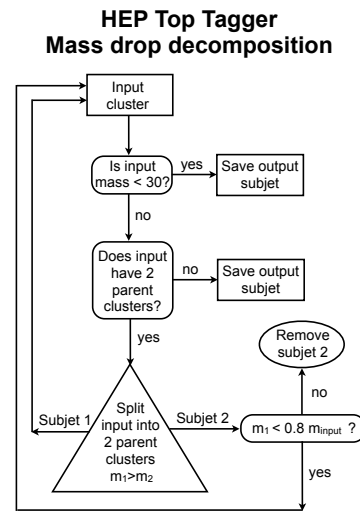 HEP Top Tagger
Mass drop decomposition
Input
cluster
Is input
mass < 30?
yes
Save output
subjet
no
Does input
have 2
parent
clusters?
no
Save output
subjet
yes
Remove
subjet 2
no
Subjet 1
Split
input into
2 parent
clusters
m₁>m₂
Subjet 2
m₁ < 0.8 m_input ?
yes